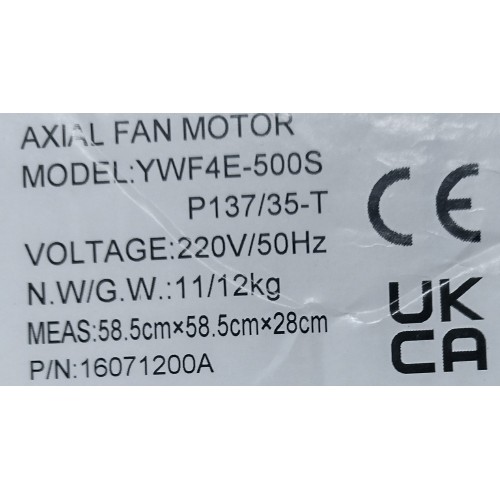 AXIAL FAN MOTOR
MODEL:YWF4E-500S
P137/35-T
VOLTAGE:220V/50Hz
N.W/G.W.:11/12kg
MEAS:58.5cm×58.5cm×28cm
P/N:16071200A
CE
UK
CA